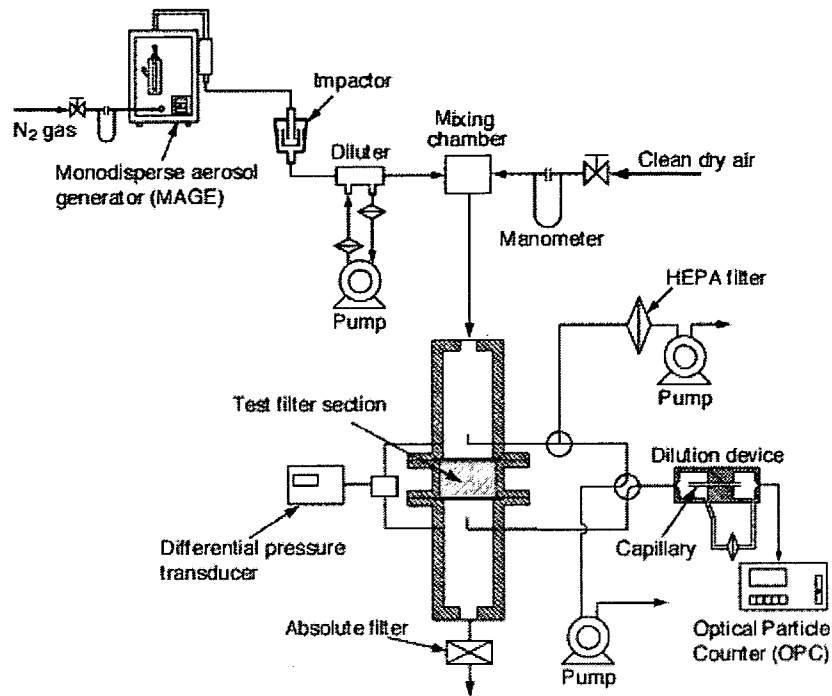 Impactor
N2 gas
Monodisperse aerosol
generator (MAGE)
Diluter
Mixing
chamber
Clean dry air
Manometer
Pump
HEPA filter
Pump
Test filter section
Differential pressure
transducer
Dilution device
Capillary
Absolute filter
Pump
Optical Particle
Counter (OPC)